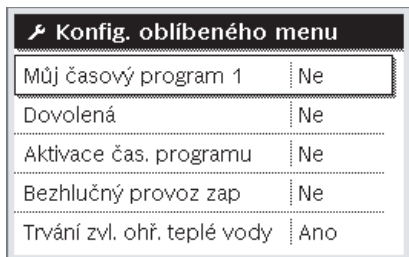 Konfig. oblíbeného menu
Můj časový program 1 Ne
Dovolená Ne
Aktivace čas. programu Ne
Bezhlučný provoz zap Ne
Trvání zvl. ohř. teplé vody Ano